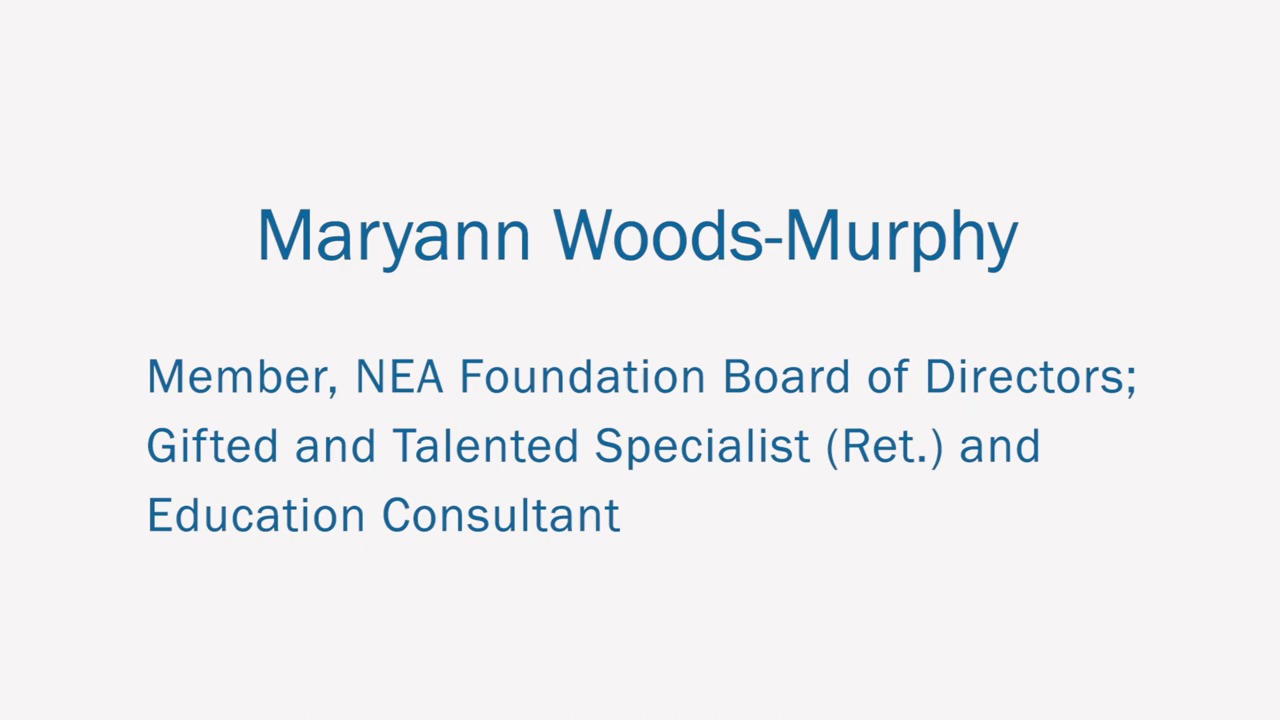 Maryann Woods-Murphy
Member, NEA Foundation Board of Directors;
Gifted and Talented Specialist (Ret.) and
Education Consultant